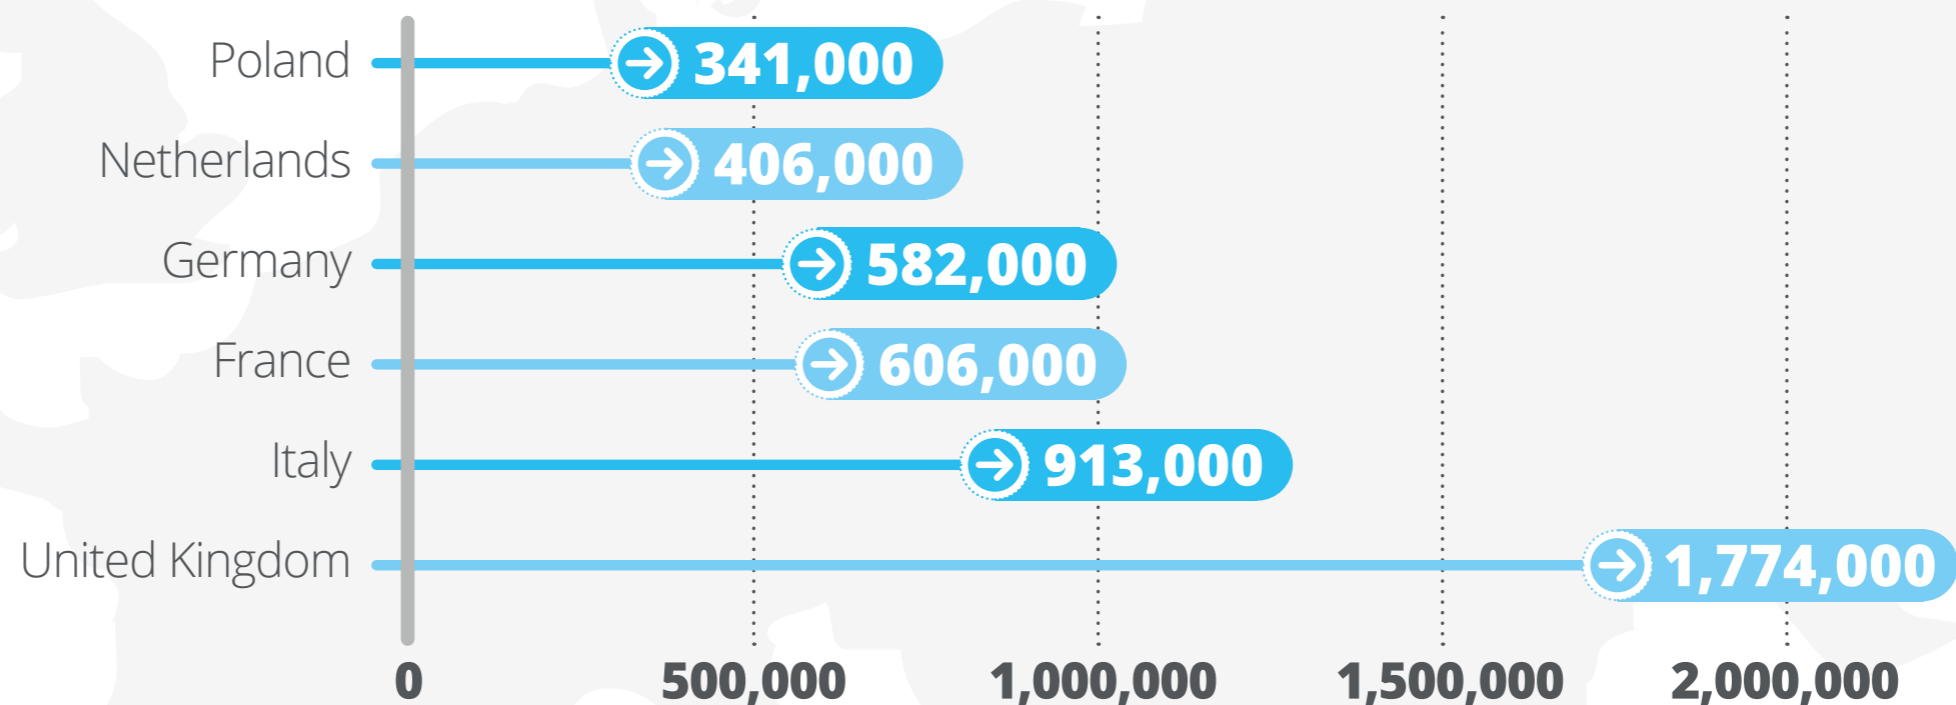 Poland 341,000
Netherlands 406,000
Germany 582,000
France 606,000
Italy 913,000
United Kingdom 1,774,000
0 500,000 1,000,000 1,500,000 2,000,000